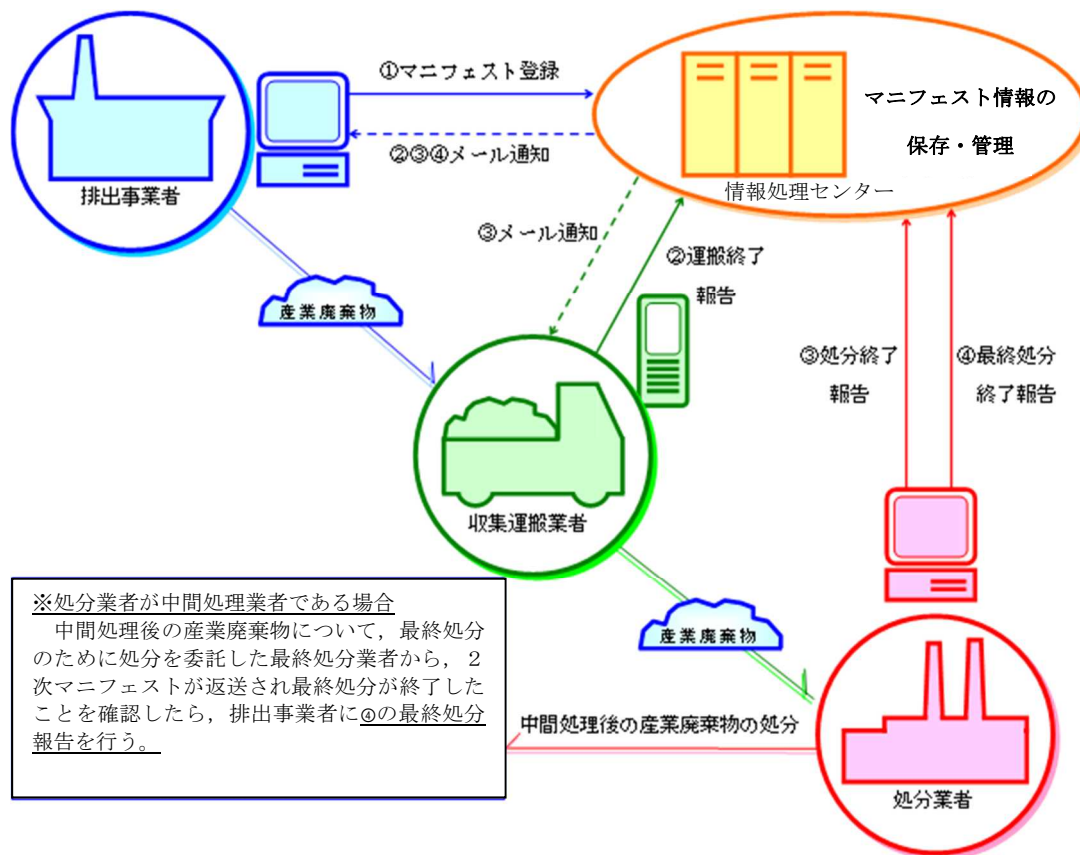 ①マニフェスト登録
マニフェスト情報の
保存・管理
②③④メール通知
情報処理センター
排出事業者
③メール通知
②運搬終了
報告
産業廃棄物
③処分終了
報告
④最終処分
終了報告
収集運搬業者
※処分業者が中間処理業者である場合
　中間処理後の産業廃棄物について，最終処分
のために処分を委託した最終処分業者から，２
次マニフェストが返送され最終処分が終了した
ことを確認したら，排出事業者に④の最終処分
報告を行う。
産業廃棄物
中間処理後の産業廃棄物の処分
処分業者